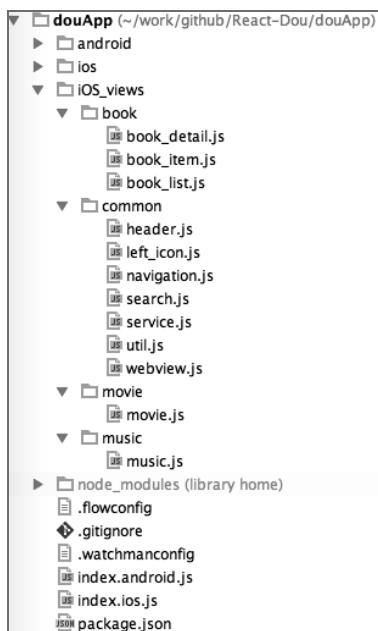 douApp (~/work/github/React-Dou/douApp)
android
ios
iOS_views
book
book_detail.js
book_item.js
book_list.js
common
header.js
left_icon.js
navigation.js
search.js
service.js
util.js
webview.js
movie
movie.js
music
music.js
node_modules (library home)
.flowconfig
.gitignore
.watchmanconfig
index.android.js
index.ios.js
package.json